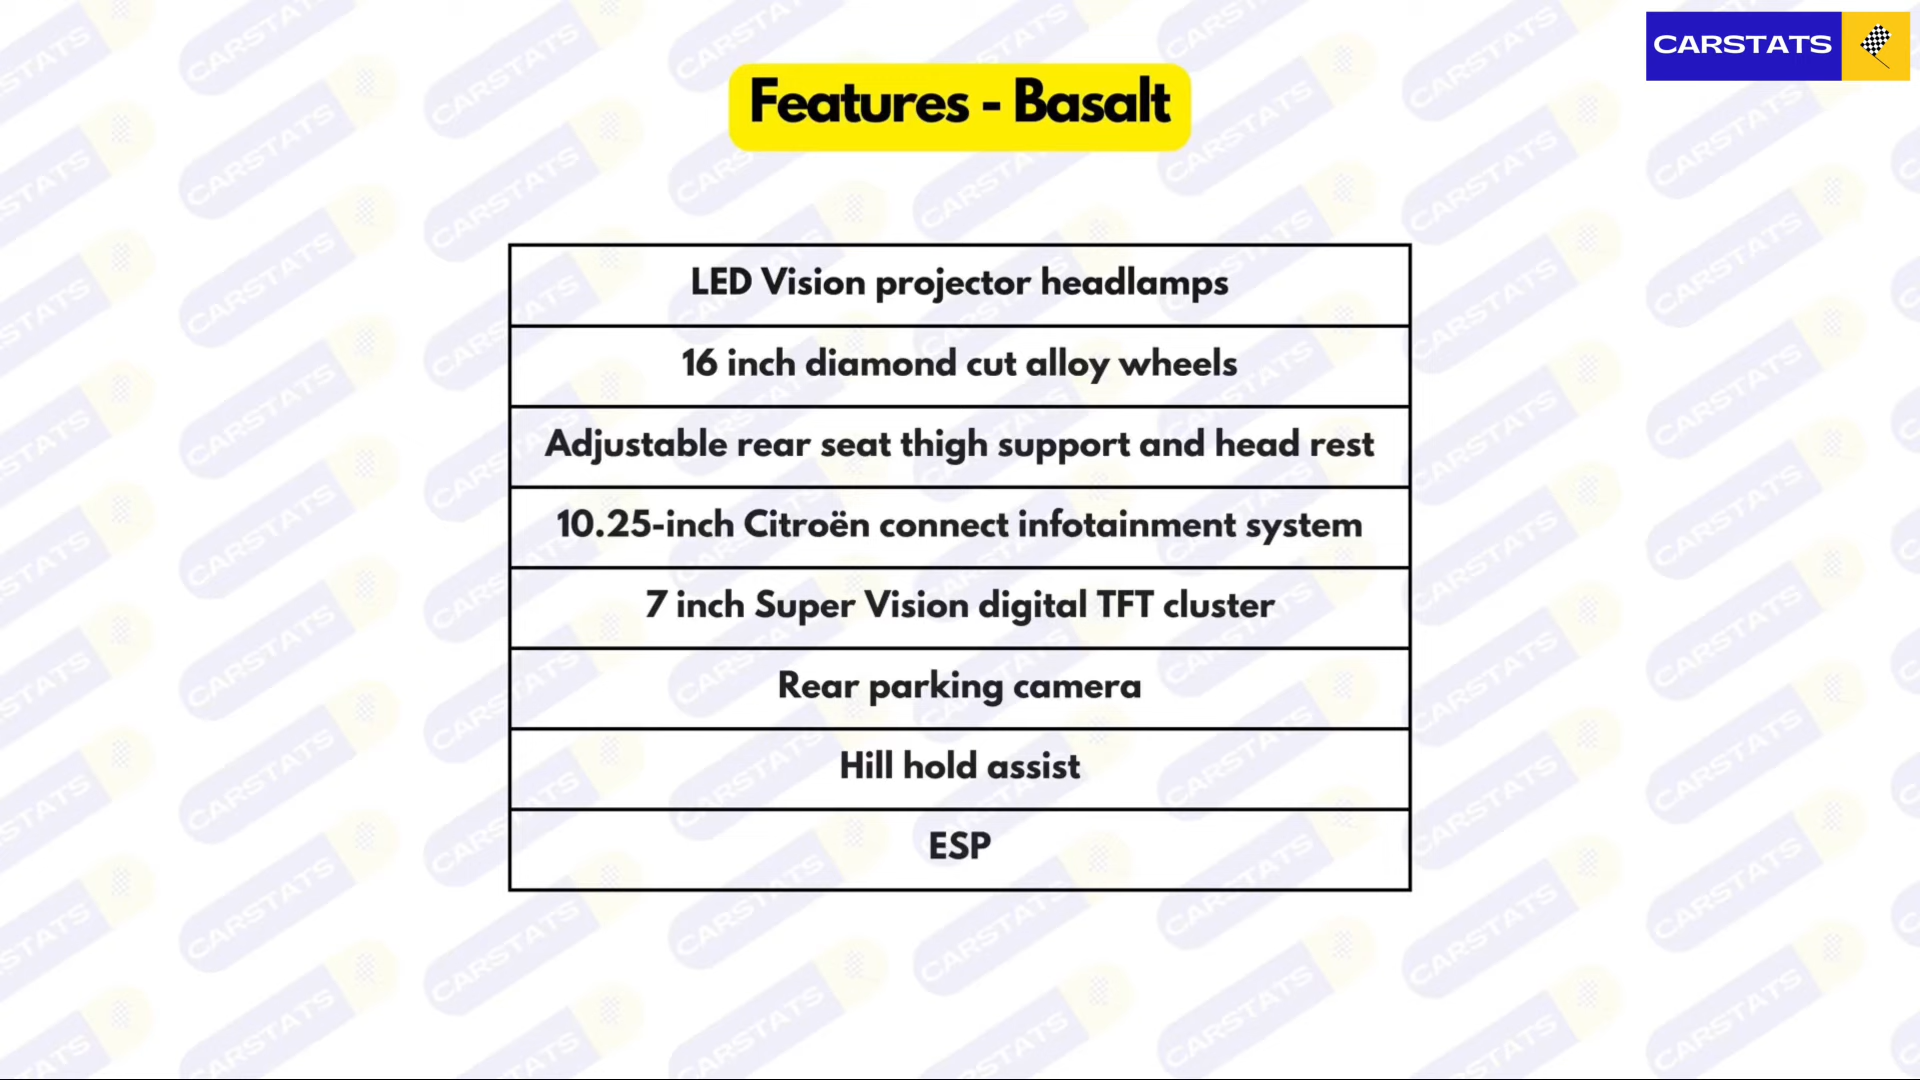 CARSTATS
Features - Basalt
LED Vision projector headlamps
16 inch diamond cut alloy wheels
Adjustable rear seat thigh support and head rest
10.25-inch Citroën connect infotainment system
7 inch Super Vision digital TFT cluster
Rear parking camera
Hill hold assist
ESP